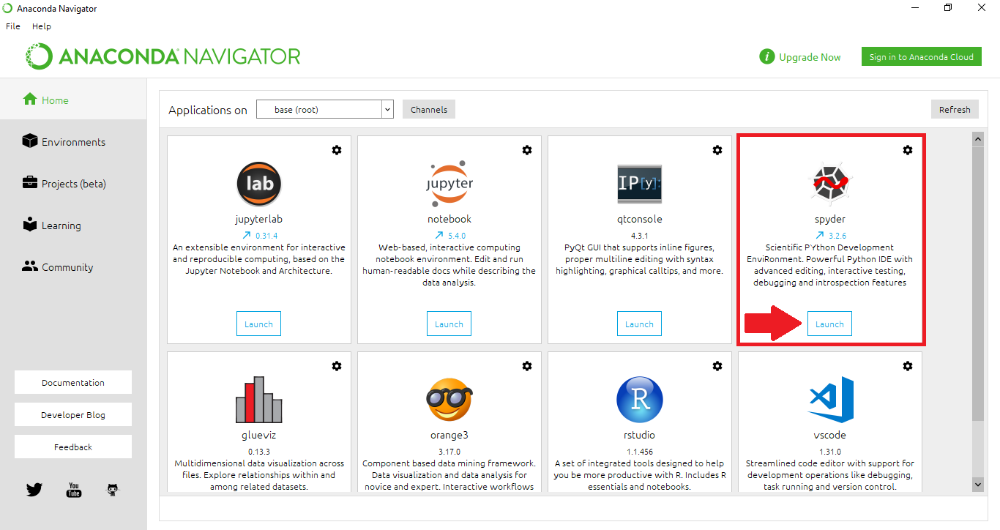 Anaconda Navigator
File Help
ANACONDA NAVIGATOR
Upgrade Now
Sign in to Anaconda Cloud
Home
Environments
Projects (beta)
Learning
Community
Documentation
Developer Blog
Feedback
You
Tube
Applications on
base (root)
Channels
Refresh
lab
jupyterlab
0.31.4
An extensible environment for interactive
and reproducible computing, based on the
Jupyter Notebook and Architecture.
Launch
jupyter
notebook
5.4.0
Web-based, interactive computing
notebook environment. Edit and run
human-readable docs while describing the
data analysis.
Launch
IP[y]:
qtconsole
4.3.1
PyQt GUI that supports inline figures,
proper multiline editing with syntax
highlighting, graphical calltips, and more.
Launch
spyder
3.2.6
Scientific PYthon Development
EnviRonment. Powerful Python IDE with
advanced editing, interactive testing,
debugging and introspection features
Launch
glueviz
0.13.3
Multidimensional data visualization across
files. Explore relationships within and
among related datasets.
orange3
3.17.0
Component based data mining framework.
Data visualization and data analysis for
novice and expert. Interactive workflows
R
rstudio
1.1.456
A set of integrated tools designed to help
you be more productive with R. Includes R
essentials and notebooks.
vscode
1.31.0
Streamlined code editor with support for
development operations like debugging,
task running and version control.